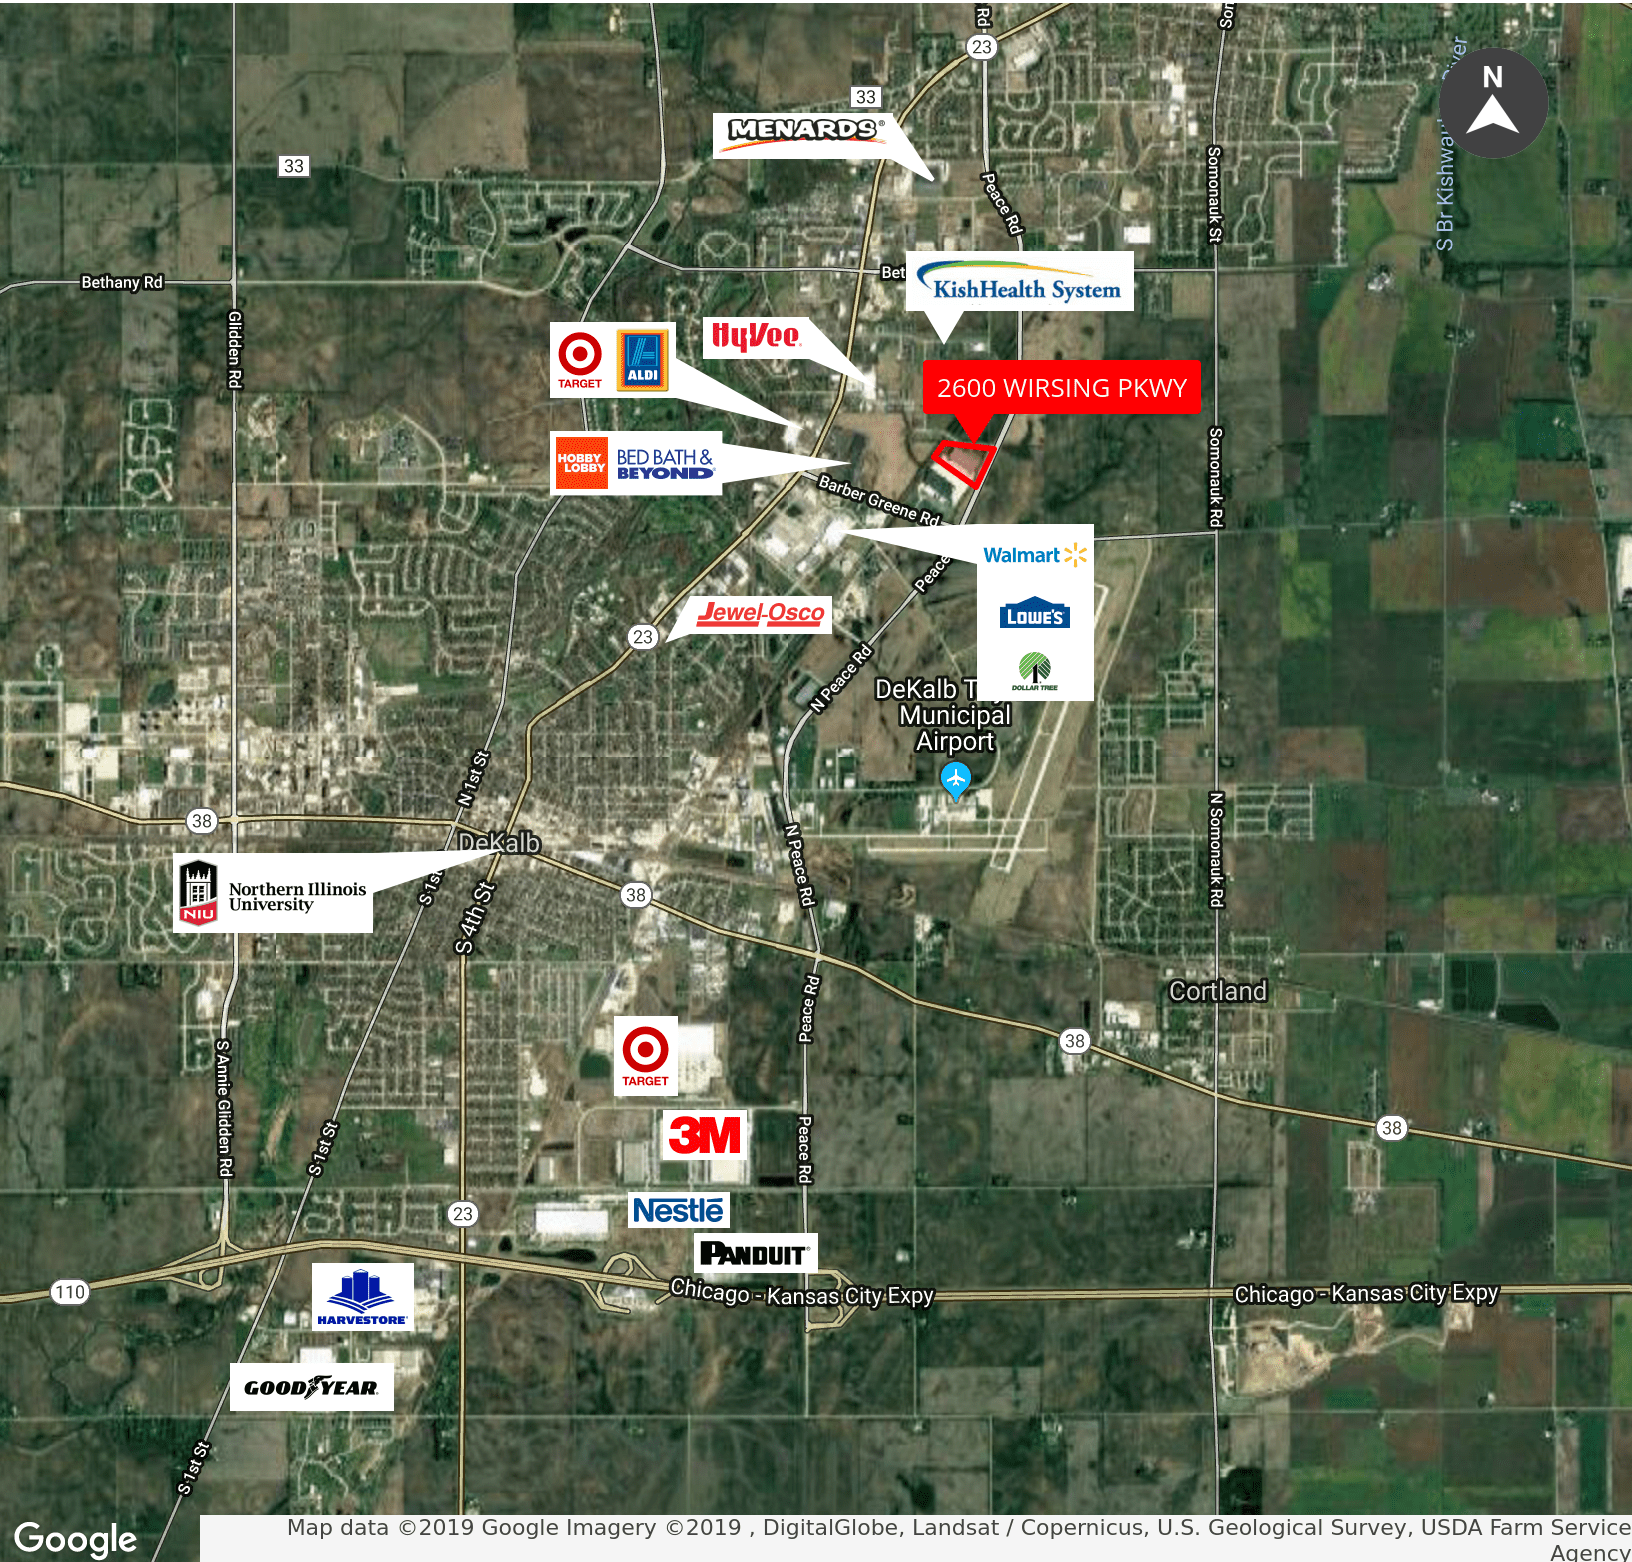 Rd
23
Son
33
MENARDS®
N
33
Peace Rd
Somonauk St
S Br Kishwau
River
Bethany Rd
Bet
KishHealth System
Glidden Rd
HyVee
TARGET
ALDI
2600 WIRSING PKWY
HOBBY
LOBBY
BED BATH &
BEYOND
Barber Greene Rd
Somonauk Rd
Walmart
Peace
LOWE'S
Jewel-Osco
23
DOLLAR TREE
N Peace Rd
DeKalb T
Municipal
Airport
N 1st St
38
DeKalb
N Peace Rd
N Somonauk Rd
NIU
Northern Illinois
University
S 1st
38
S 4th St
Cortland
Peace Rd
38
TARGET
S Annie Glidden Rd
3M
38
S 1st St
Peace Rd
Nestlé
23
PANDUIT
110
Chicago - Kansas City Expy
Chicago - Kansas City Expy
HARVESTORE
GOODYEAR
S 1st St
Google
Map data ©2019 Google Imagery ©2019 , DigitalGlobe, Landsat / Copernicus, U.S. Geological Survey, USDA Farm Service
Agency